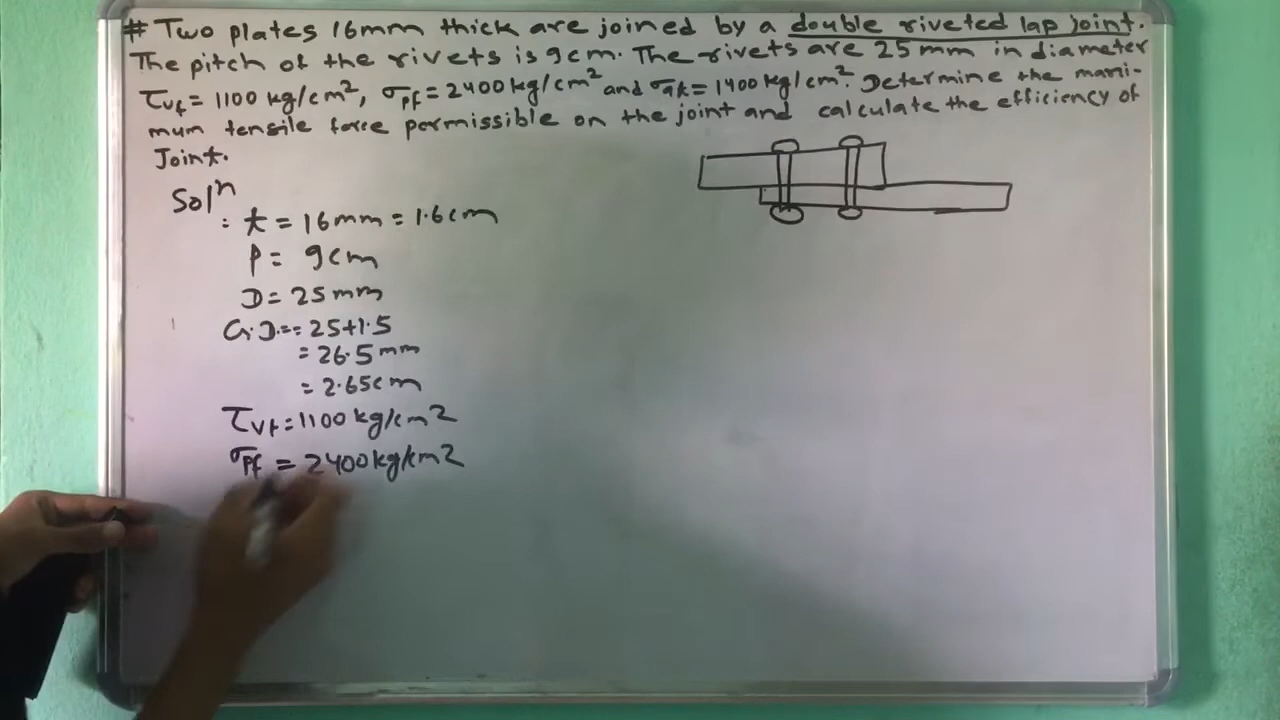 # Two plates 16mm thick are joined by a double riveted lap joint.
The pitch of the rivets is 9cm. The rivets are 25mm in diameter
τvf = 1100 kg/cm², σpf = 2400 kg/cm² and σat = 1400 kg/cm². Determine the maxi-
mum tensile force permissible on the joint and calculate the efficiency of
Joint.
Solⁿ
: t = 16mm = 1.6cm
P = 9cm
D = 25mm
G.D. = 25+1.5
= 26.5mm
= 2.65cm
τvf = 1100 kg/cm2
σpf = 2400 kg/cm2